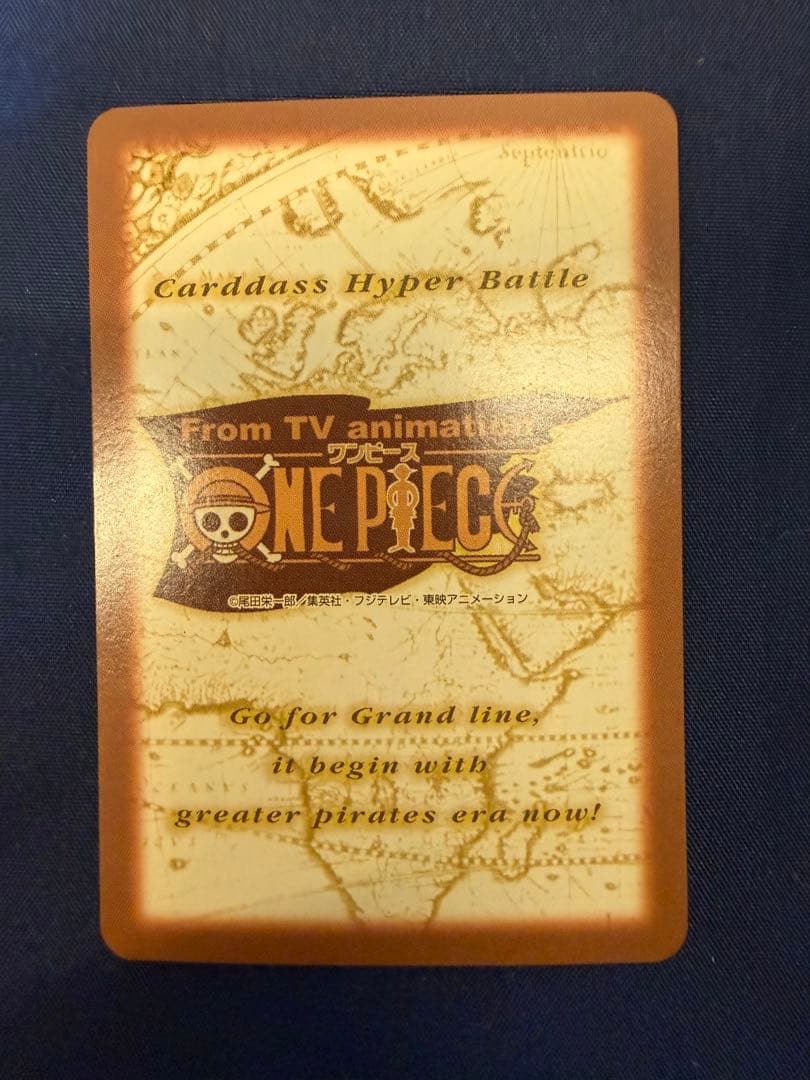 Septentrio
Carddass Hyper Battle
From TV animation
ワンピース
ONE PIECE
©尾田栄一郎/集英社・フジテレビ・東映アニメーション
Go for Grand line,
it begin with
greater pirates era now!